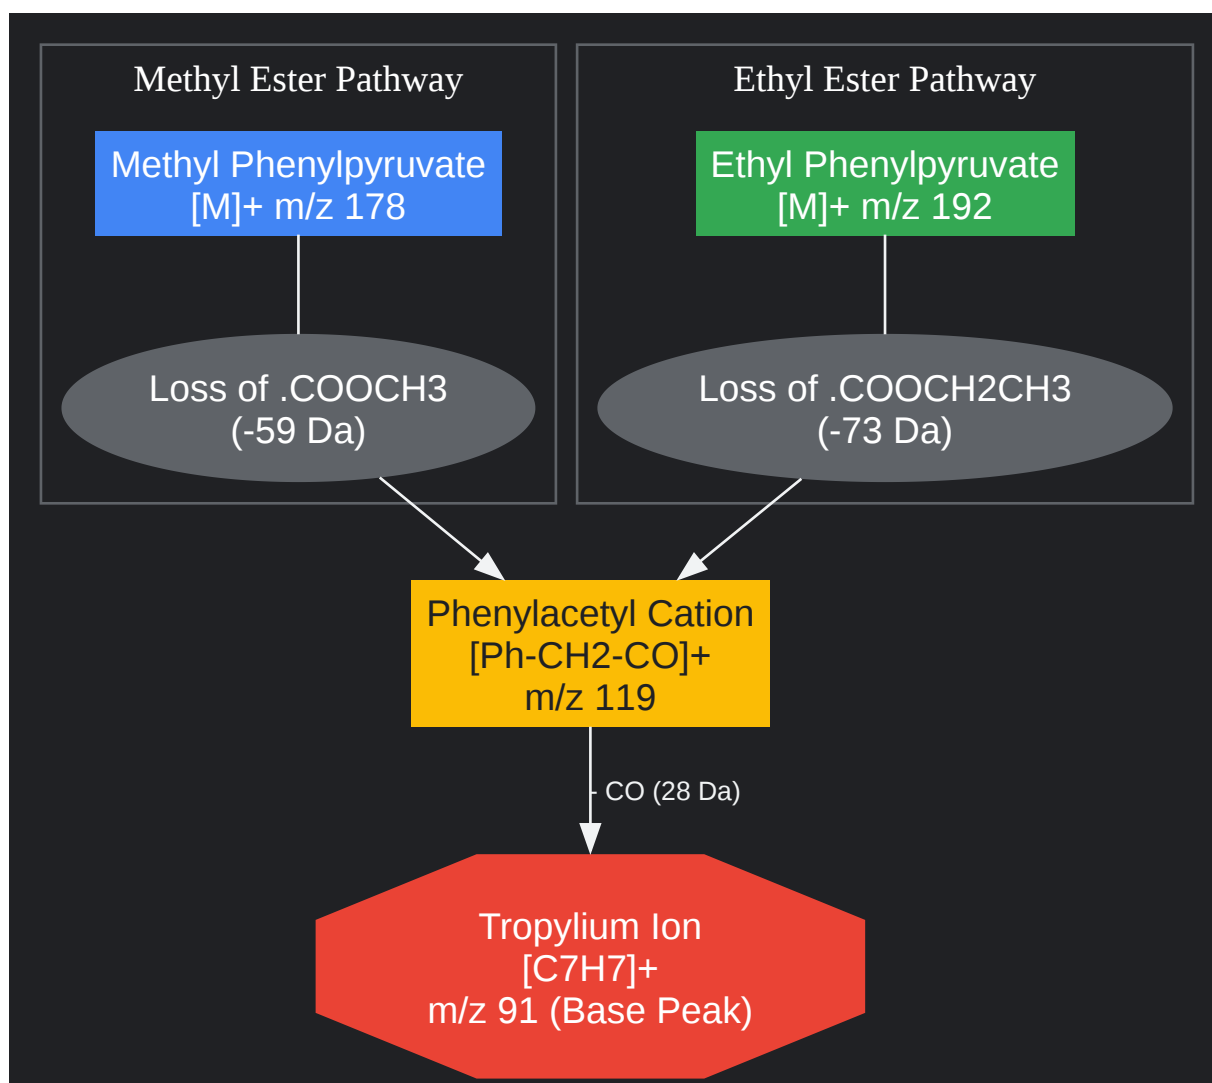 Methyl Ester Pathway
Methyl Phenylpyruvate
[M]+ m/z 178
Loss of .COOCH3
(-59 Da)
Ethyl Ester Pathway
Ethyl Phenylpyruvate
[M]+ m/z 192
Loss of .COOCH2CH3
(-73 Da)
Phenylacetyl Cation
[Ph-CH2-CO]+
m/z 119
- CO (28 Da)
Tropylium Ion
[C7H7]+
m/z 91 (Base Peak)